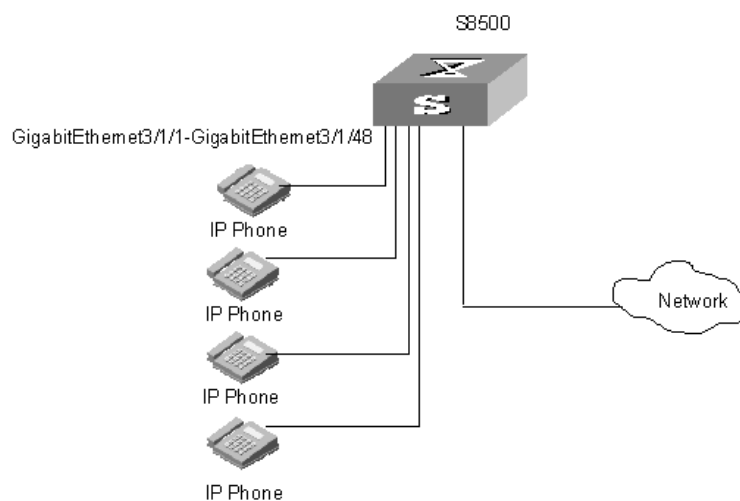 S8500
S
GigabitEthernet3/1/1-GigabitEthernet3/1/48
IP Phone
IP Phone
Network
IP Phone
IP Phone